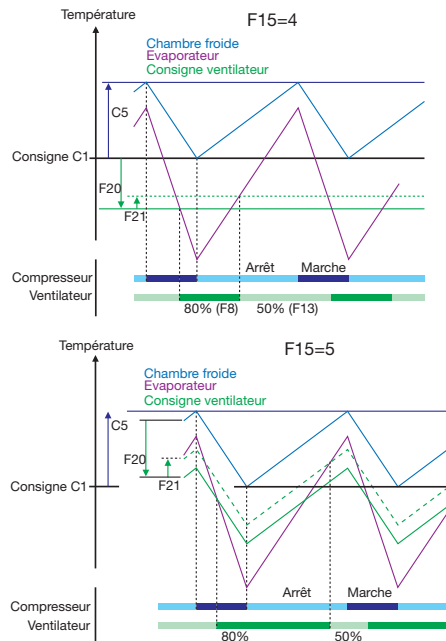 Température
F15=4
Chambre froide
Evaporateur
Consigne ventilateur
C5
Consigne C1
F20
F21
Arrêt
Marche
Compresseur
Ventilateur
80% (F8)
50% (F13)
F15=5
Température
Chambre froide
Evaporateur
Consigne ventilateur
C5
F20
F21
Consigne C1
Arrêt
Marche
Compresseur
Ventilateur
80%
50%